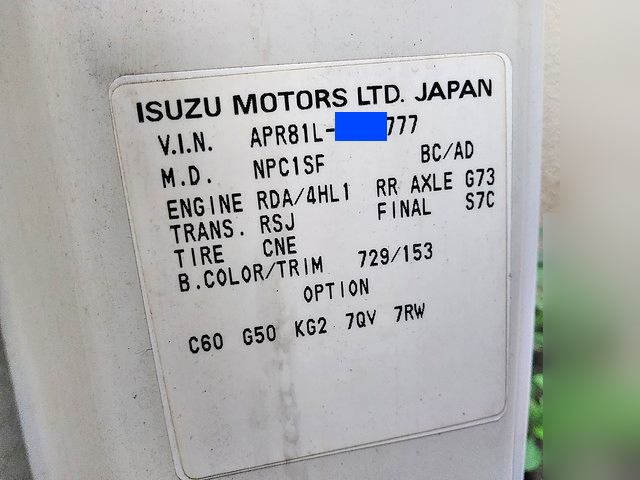 ISUZU MOTORS LTD. JAPAN
V.I.N. APR81L- 777
M.D. NPC1SF BC/AD
ENGINE RDA/4HL1 RR AXLE G73
TRANS. RSJ FINAL S7C
TIRE CNE
B.COLOR/TRIM 729/153
OPTION
C60 G50 KG2 7QV 7RW